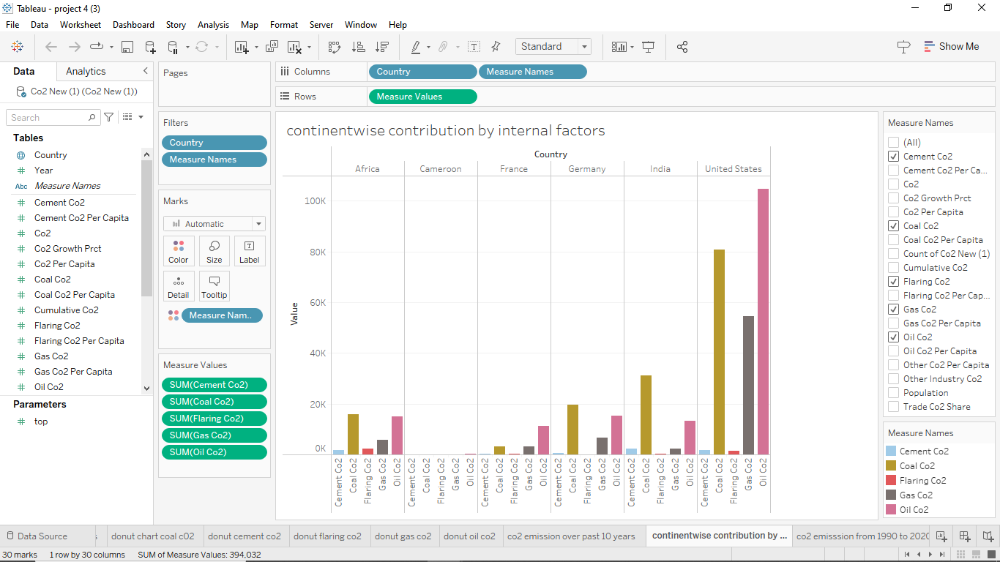 Tableau - project 4 (3)
File Data Worksheet Dashboard Story Analysis Map Format Server Window Help
Standard
Show Me
Data Analytics
Co2 New (1) (Co2 New (1))
Search
Tables
Country
Year
Abc Measure Names
Cement Co2
Cement Co2 Per Capita
Co2
Co2 Growth Prct
Co2 Per Capita
Coal Co2
Coal Co2 Per Capita
Cumulative Co2
Flaring Co2
Flaring Co2 Per Capita
Gas Co2
Gas Co2 Per Capita
Oil Co2
Parameters
top
Pages
Filters
Country
Measure Names
Marks
Automatic
Color Size Label
Detail Tooltip
Measure Nam..
Measure Values
SUM(Cement Co2)
SUM(Coal Co2)
SUM(Flaring Co2)
SUM(Gas Co2)
SUM(Oil Co2)
Columns Country Measure Names
Rows Measure Values
continentwise contribution by internal factors
Country
Africa Cameroon France Germany India United States
Value
100K
80K
60K
40K
20K
0K
Cement Co2 Coal Co2 Flaring Co2 Gas Co2 Oil Co2 Cement Co2 Coal Co2 Flaring Co2 Gas Co2 Oil Co2 Cement Co2 Coal Co2 Flaring Co2 Gas Co2 Oil Co2 Cement Co2 Coal Co2 Flaring Co2 Gas Co2 Oil Co2 Cement Co2 Coal Co2 Flaring Co2 Gas Co2 Oil Co2 Cement Co2 Coal Co2 Flaring Co2 Gas Co2 Oil Co2
Measure Names
(All)
Cement Co2
Cement Co2 Per Ca...
Co2
Co2 Growth Prct
Co2 Per Capita
Coal Co2
Coal Co2 Per Capita
Count of Co2 New (1)
Cumulative Co2
Flaring Co2
Flaring Co2 Per Cap...
Gas Co2
Gas Co2 Per Capita
Oil Co2
Oil Co2 Per Capita
Other Co2 Per Capita
Other Industry Co2
Population
Trade Co2 Share
Measure Names
Cement Co2
Coal Co2
Flaring Co2
Gas Co2
Oil Co2
Data Source donut chart coal c02 donut cement co2 donut flaring co2 donut gas co2 donut oil co2 co2 emission over past 10 years continentwise contribution by ... co2 emisssion from 1990 to 2020
30 marks 1 row by 30 columns SUM of Measure Values: 394,032